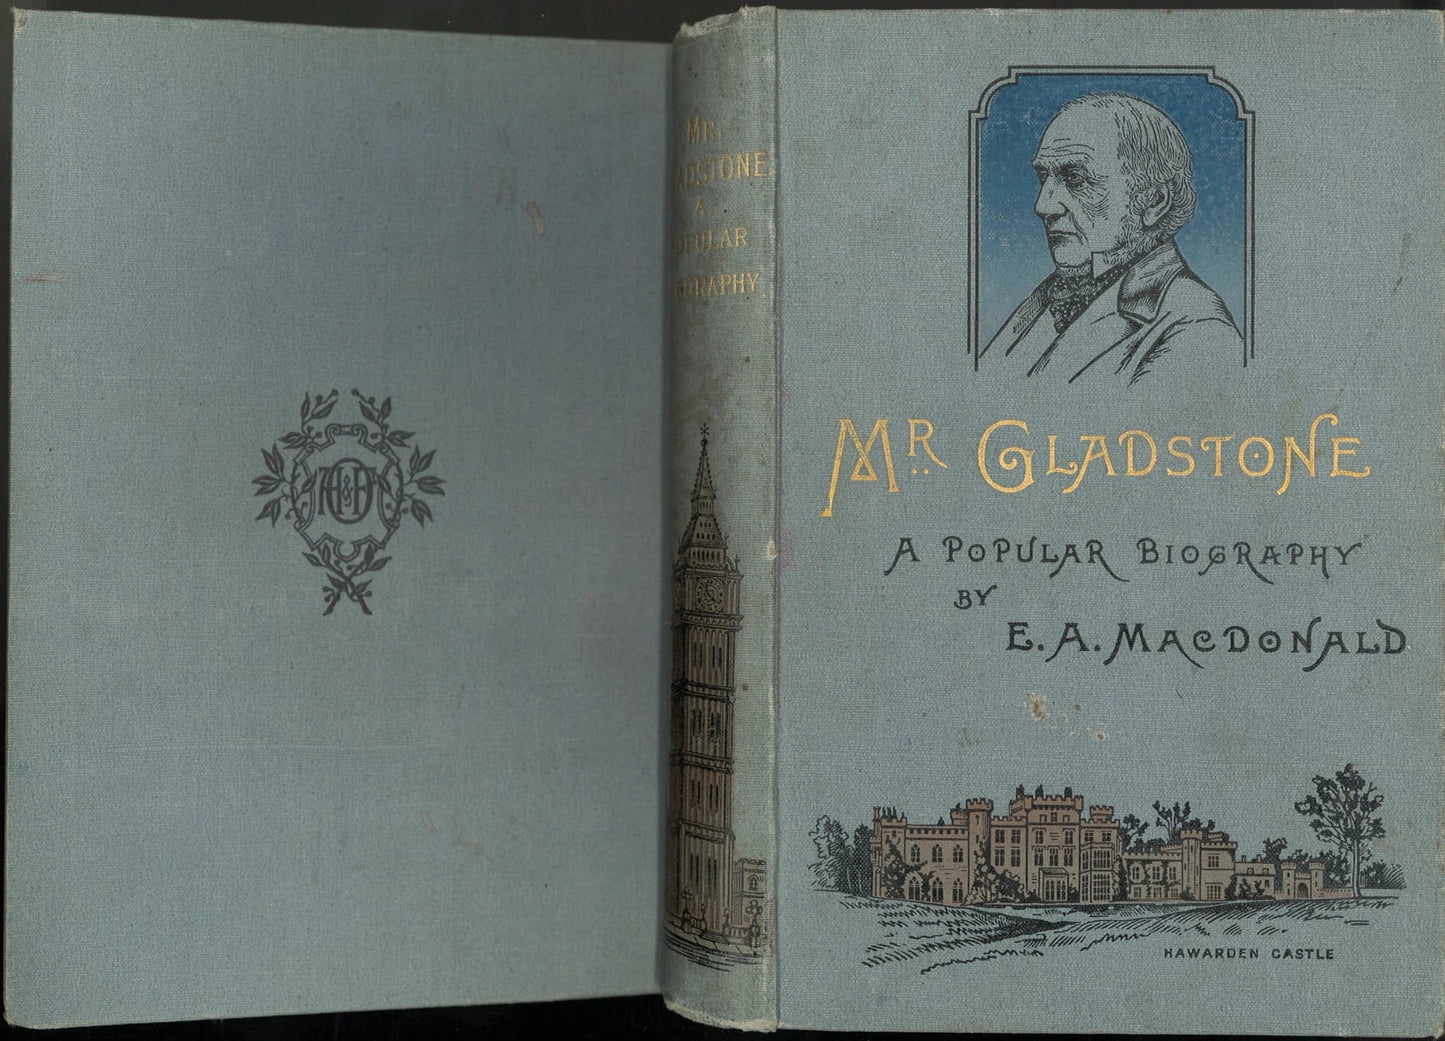 MR.
GLADSTONE
A
POPULAR
BIOGRAPHY
MR. GLADSTONE
A POPULAR BIOGRAPHY
BY
E. A. MACDONALD
HAWARDEN CASTLE